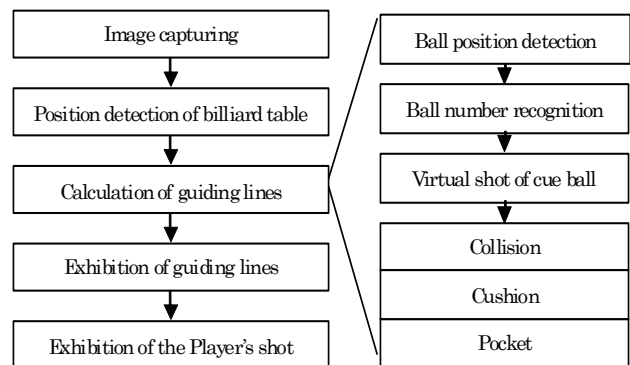 Image capturing
Position detection of billiard table
Calculation of guiding lines
Exhibition of guiding lines
Exhibition of the Player's shot
Ball position detection
Ball number recognition
Virtual shot of cue ball
Collision
Cushion
Pocket